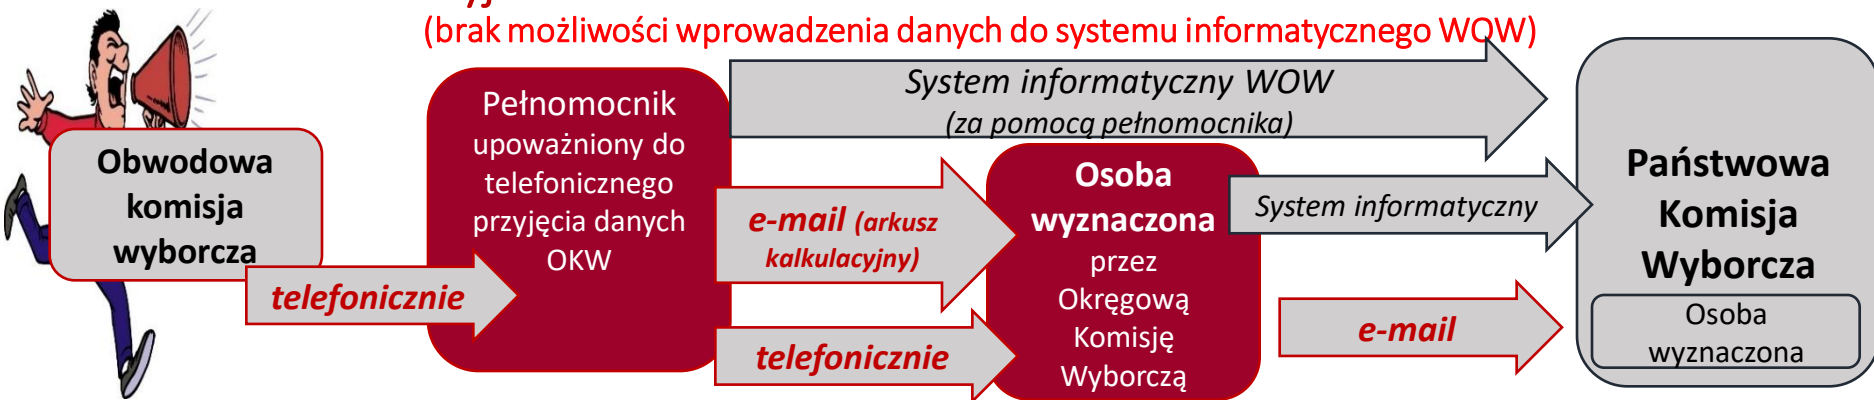 (brak możliwości wprowadzenia danych do systemu informatycznego WOW)
Obwodowa
komisja
wyborcza
telefonicznie
Pełnomocnik
upoważniony do
telefonicznego
przyjęcia danych
OKW
System informatyczny WOW
(za pomocą pełnomocnika)
e-mail (arkusz
kalkulacyjny)
telefonicznie
Osoba
wyznaczona
przez
Okręgową
Komisję
Wyborczą
System informatyczny
e-mail
Państwowa
Komisja
Wyborcza
Osoba
wyznaczona